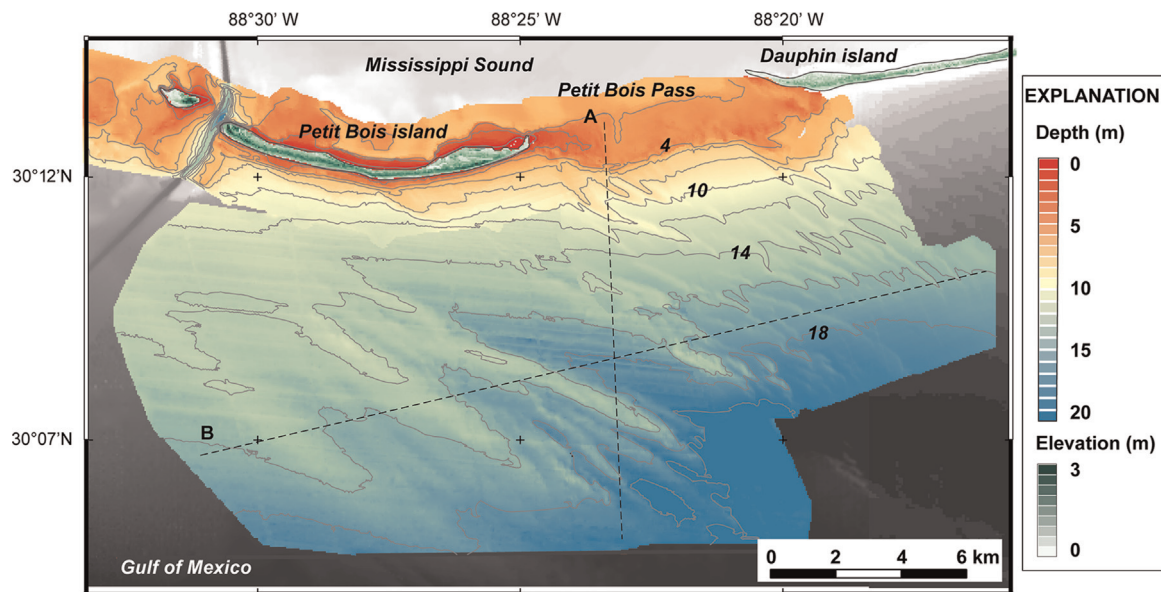 88°30' W 88°25' W 88°20' W
Dauphin island
Mississippi Sound
Petit Bois Pass
A
Petit Bois island
4
30°12'N
10
14
18
B
30°07'N
Gulf of Mexico
0 2 4 6 km
EXPLANATION
Depth (m)
0
5
10
15
20
Elevation (m)
3
0